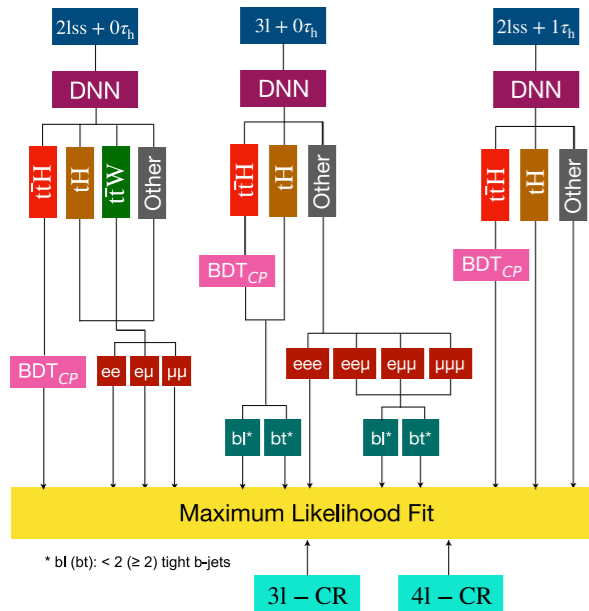 2lss + 0τh
3l + 0τh
2lss + 1τh
DNN
DNN
DNN
tt̄H
tH
tt̄W
Other
tt̄H
tH
Other
tt̄H
tH
Other
BDTCP
BDTCP
BDTCP
ee
eμ
μμ
eee
eeμ
eμμ
μμμ
bl*
bt*
bl*
bt*
Maximum Likelihood Fit
* bl (bt): < 2 (≥ 2) tight b-jets
3l − CR
4l − CR